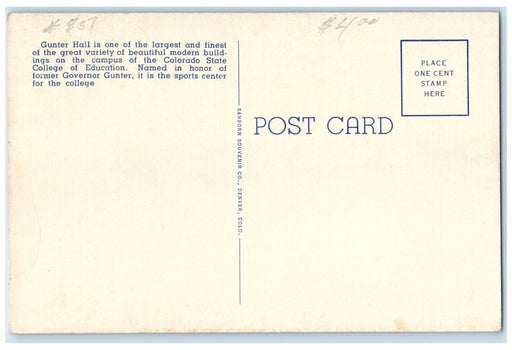 # 357
$4.00
Gunter Hall is one of the largest and finest
of the great variety of beautiful modern build-
ings on the campus of the Colorado State
College of Education. Named in honor of
former Governor Gunter, it is the sports center
for the college
PLACE
ONE CENT
STAMP
HERE
POST CARD
SANBORN SOUVENIR CO., DENVER, COLO.